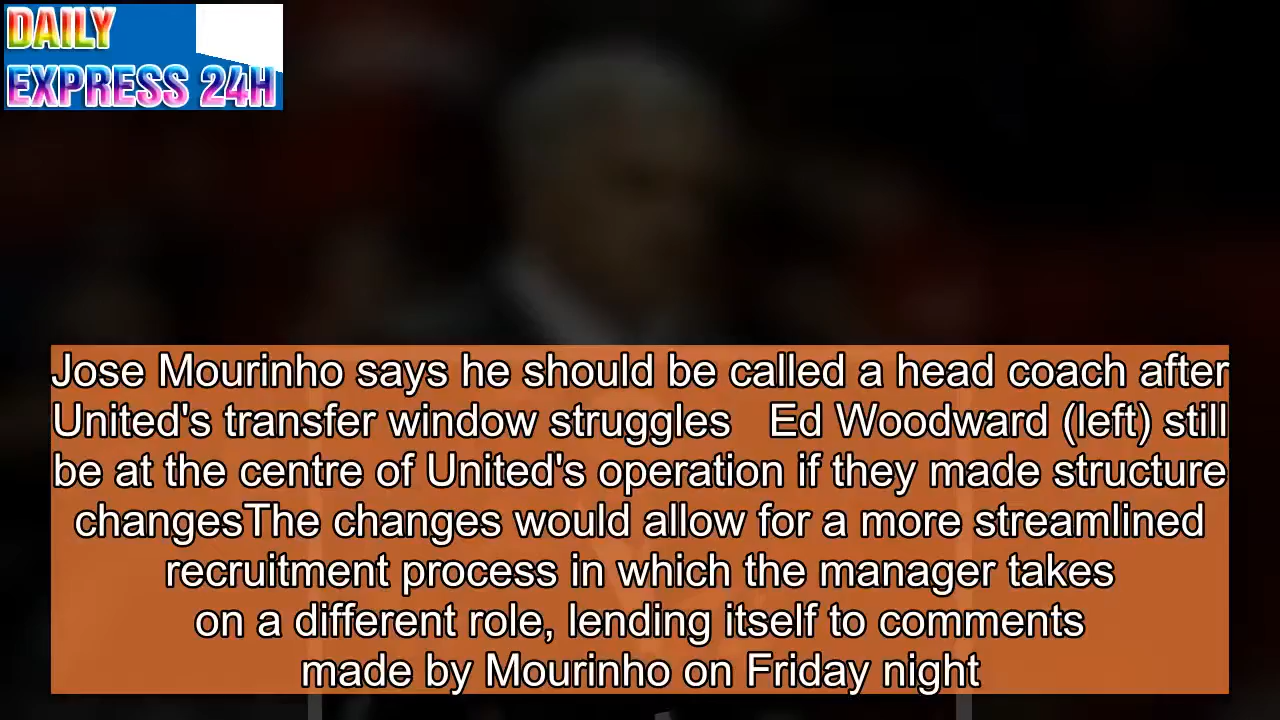 DAILY
EXPRESS 24H
Jose Mourinho says he should be called a head coach after
United's transfer window struggles   Ed Woodward (left) still
be at the centre of United's operation if they made structure
changesThe changes would allow for a more streamlined
recruitment process in which the manager takes
on a different role, lending itself to comments
made by Mourinho on Friday night